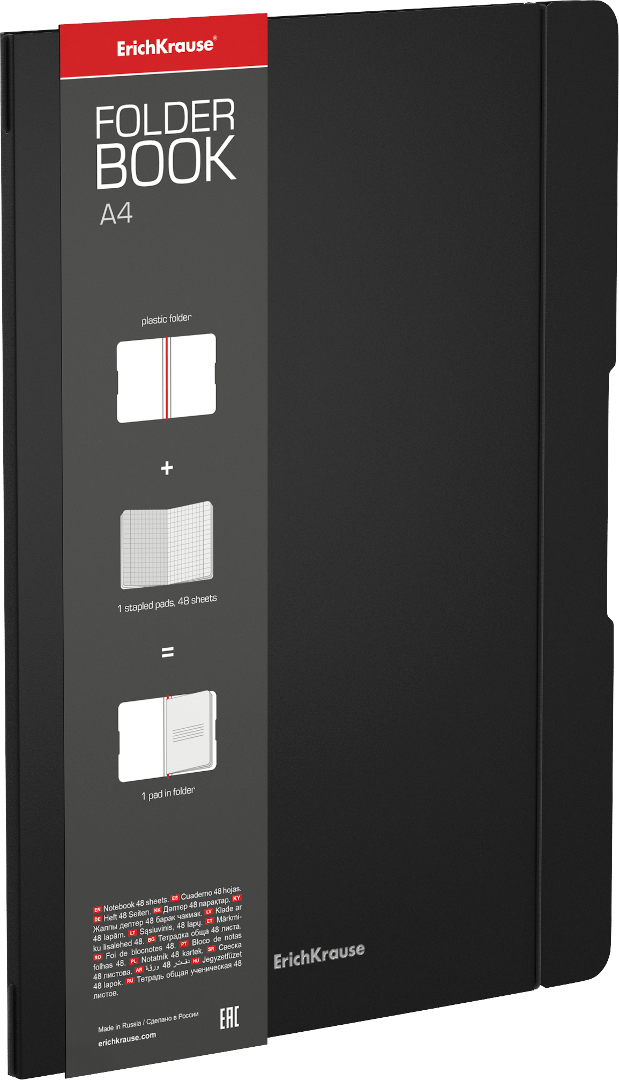 ErichKrause®
FOLDER
BOOK
A4
plastic folder
+
1 stapled pads, 48 sheets
=
1 pad in folder
EN Notebook 48 sheets. ES Cuaderno 48 hojas.
DE Heft 48 Seiten. KK Дәптер 48 парақтар. KY
Жалпы дептер 48 барак чакмак. LV Klade ar
48 lapām. LT Sąsiuvinis, 48 lapų. ET Märkmi-
ku lisalehed 48. BG Тетрадка обща 48 листа.
RO Foi de blocnotes 48. PT Bloco de notas
folhas 48. PL Notatnik 48 kartek. SR Свеска
48 листова. AR دفتر 48 ورقة HU Jegyzetfüzet
48 lapok. RU Тетрадь общая ученическая 48
листов.
Made in Russia / Сделано в России
erichkrause.com
EAC
ErichKrause